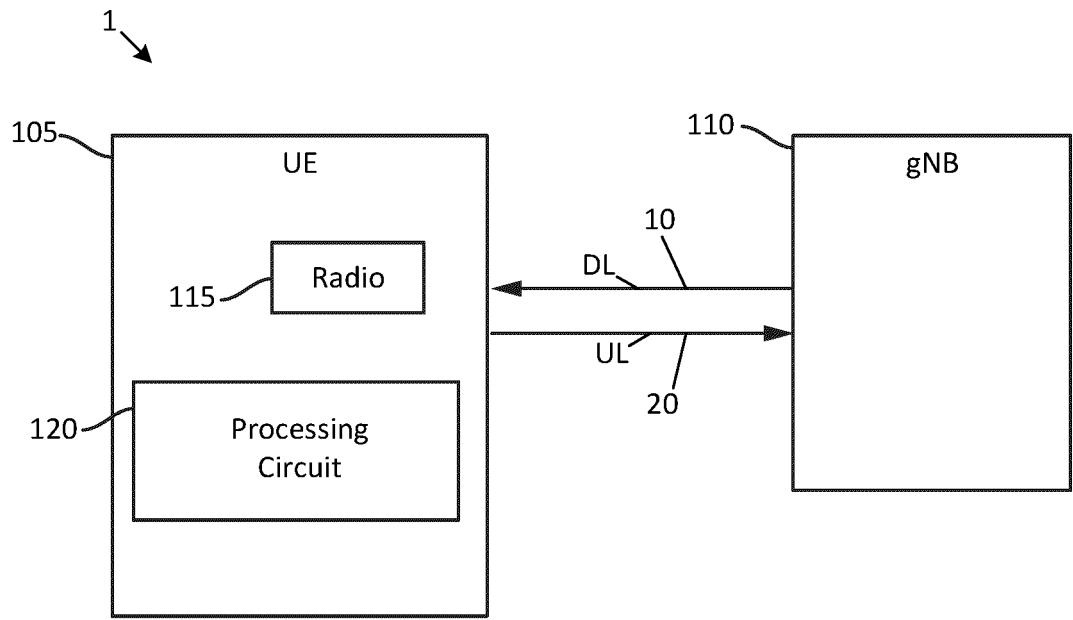 1
105
UE
110
gNB
10
DL
Radio
115
UL
20
120
Processing
Circuit